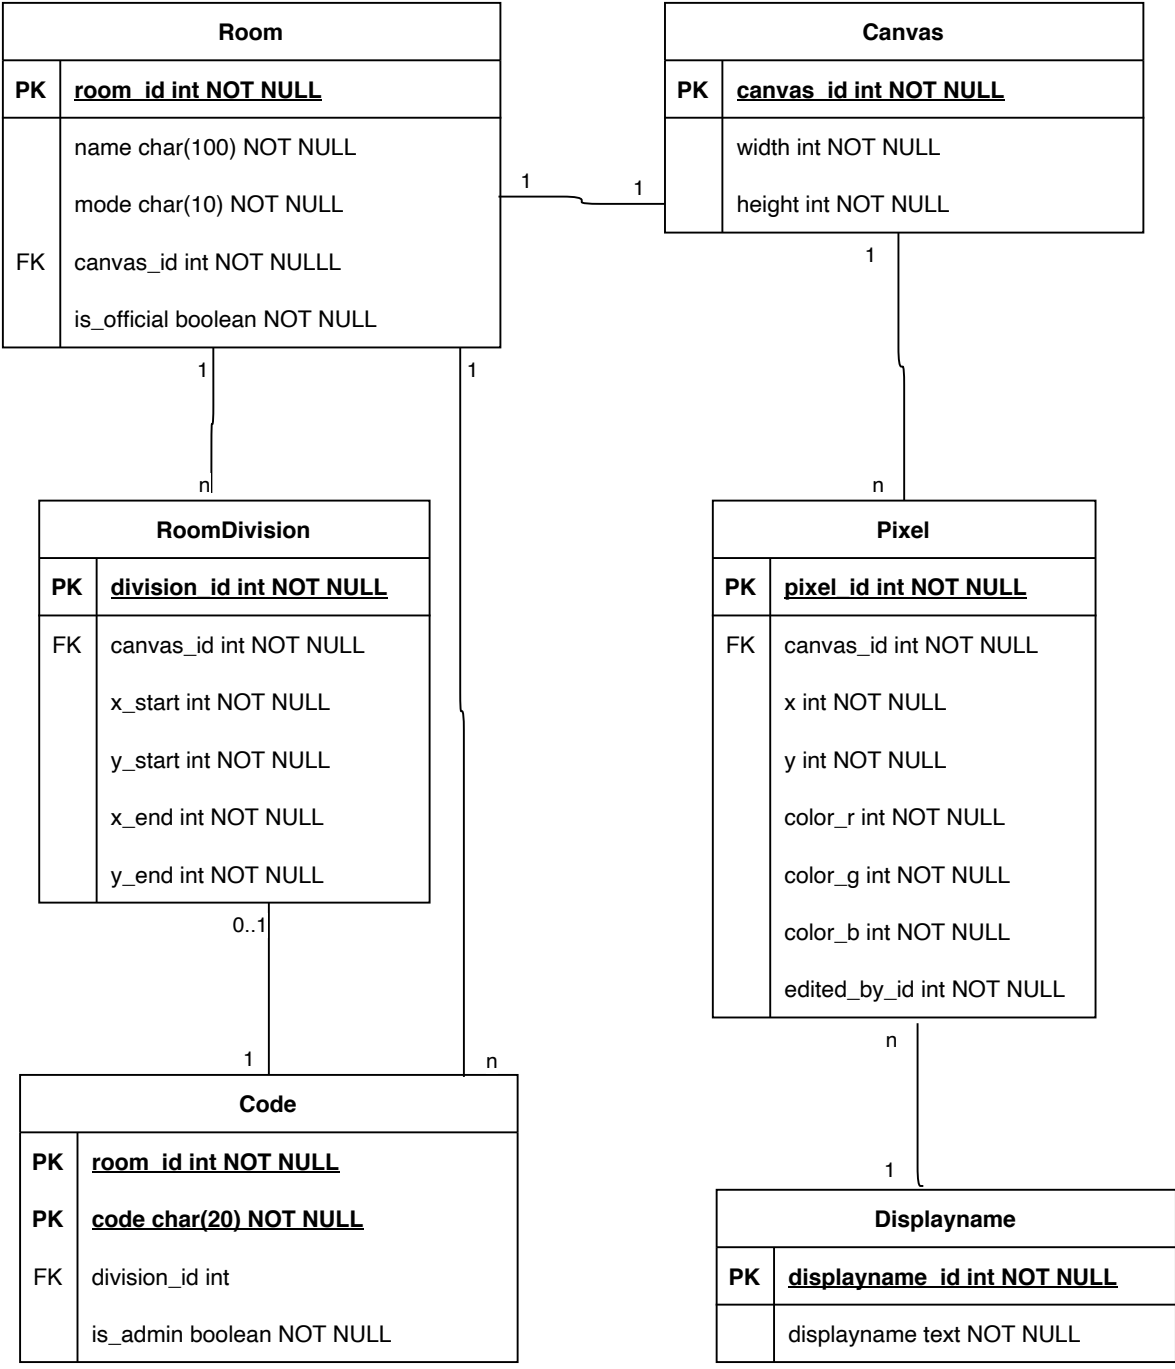 Room
PK room_id int NOT NULL
name char(100) NOT NULL
mode char(10) NOT NULL
FK canvas_id int NOT NULLL
is_official boolean NOT NULL
Canvas
PK canvas_id int NOT NULL
width int NOT NULL
height int NOT NULL
1
1
1
1
1
n
n
RoomDivision
PK division_id int NOT NULL
FK canvas_id int NOT NULL
x_start int NOT NULL
y_start int NOT NULL
x_end int NOT NULL
y_end int NOT NULL
Pixel
PK pixel_id int NOT NULL
FK canvas_id int NOT NULL
x int NOT NULL
y int NOT NULL
color_r int NOT NULL
color_g int NOT NULL
color_b int NOT NULL
edited_by_id int NOT NULL
0..1
1
n
n
1
Code
PK room_id int NOT NULL
PK code char(20) NOT NULL
FK division_id int
is_admin boolean NOT NULL
Displayname
PK displayname_id int NOT NULL
displayname text NOT NULL